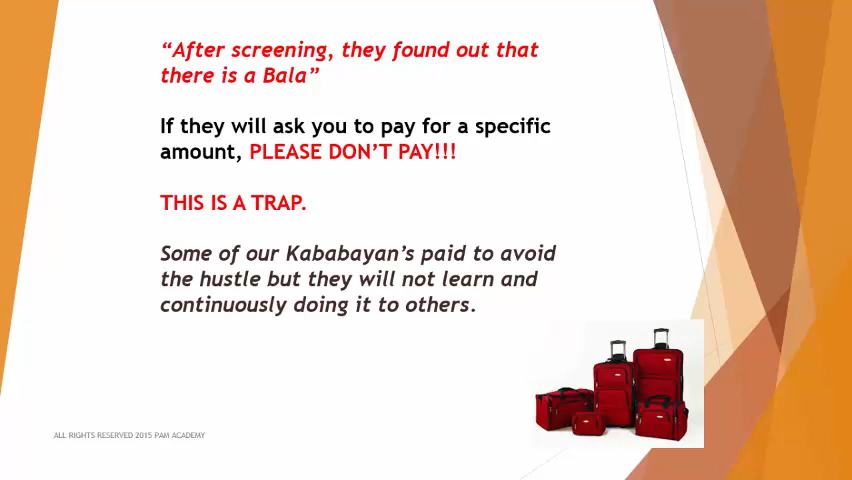 “After screening, they found out that
there is a Bala”
If they will ask you to pay for a specific
amount, PLEASE DON’T PAY!!!
THIS IS A TRAP.
Some of our Kababayan’s paid to avoid
the hustle but they will not learn and
continuously doing it to others.
ALL RIGHTS RESERVED 2015 PAM ACADEMY